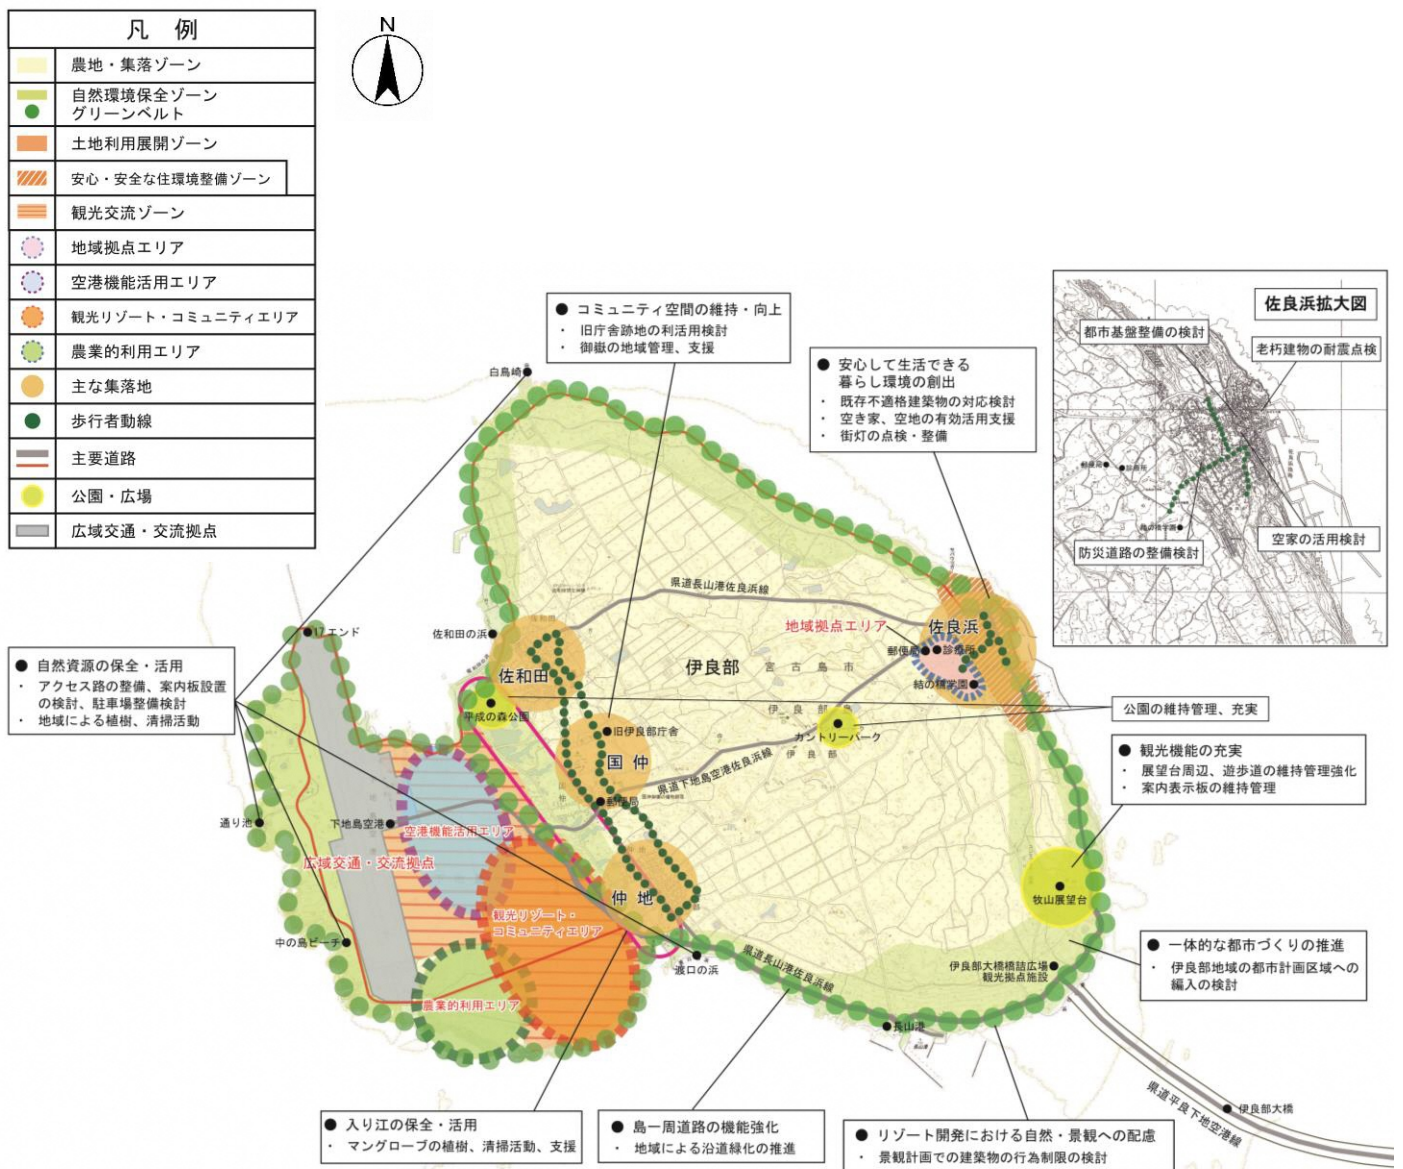 凡 例
農地・集落ゾーン
自然環境保全ゾーン
グリーンベルト
土地利用展開ゾーン
安心・安全な住環境整備ゾーン
観光交流ゾーン
地域拠点エリア
空港機能活用エリア
観光リゾート・コミュニティエリア
農業的利用エリア
主な集落地
歩行者動線
主要道路
公園・広場
広域交通・交流拠点
N
● コミュニティ空間の維持・向上
・ 旧庁舎跡地の利活用検討
・ 御嶽の地域管理、支援
● 安心して生活できる
暮らし環境の創出
・ 既存不適格建築物の対応検討
・ 空き家、空地の有効活用支援
・ 街灯の点検・整備
佐良浜拡大図
都市基盤整備の検討
老朽建物の耐震点検
郵便局
診療所
結の橋学園
空家の活用検討
防災道路の整備検討
白鳥崎
県道長山港佐良浜線
17エンド
佐和田の浜
地域拠点エリア
佐良浜
郵便局
診療所
結の橋学園
● 自然資源の保全・活用
・ アクセス路の整備、案内板設置
の検討、駐車場整備検討
・ 地域による植樹、清掃活動
佐和田
伊良部
宮古島市
伊良部島
平成の森公園
旧伊良部庁舎
カントリーパーク
伊良部
公園の維持管理、充実
国仲
県道下地島空港佐良浜線
郵便局
● 観光機能の充実
・ 展望台周辺、遊歩道の維持管理強化
・ 案内表示板の維持管理
通り池
下地島空港
空港機能活用エリア
広域交通・交流拠点
仲地
牧山展望台
観光リゾート・
コミュニティエリア
中の島ビーチ
渡口の浜
県道長山港佐良浜線
伊良部大橋橋詰広場
観光拠点施設
● 一体的な都市づくりの推進
・ 伊良部地域の都市計画区域への
編入の検討
農業的利用エリア
長山港
県道平良下地空港線
伊良部大橋
● 入り江の保全・活用
・ マングローブの植樹、清掃活動、支援
● 島一周道路の機能強化
・ 地域による沿道緑化の推進
● リゾート開発における自然・景観への配慮
・ 景観計画での建築物の行為制限の検討